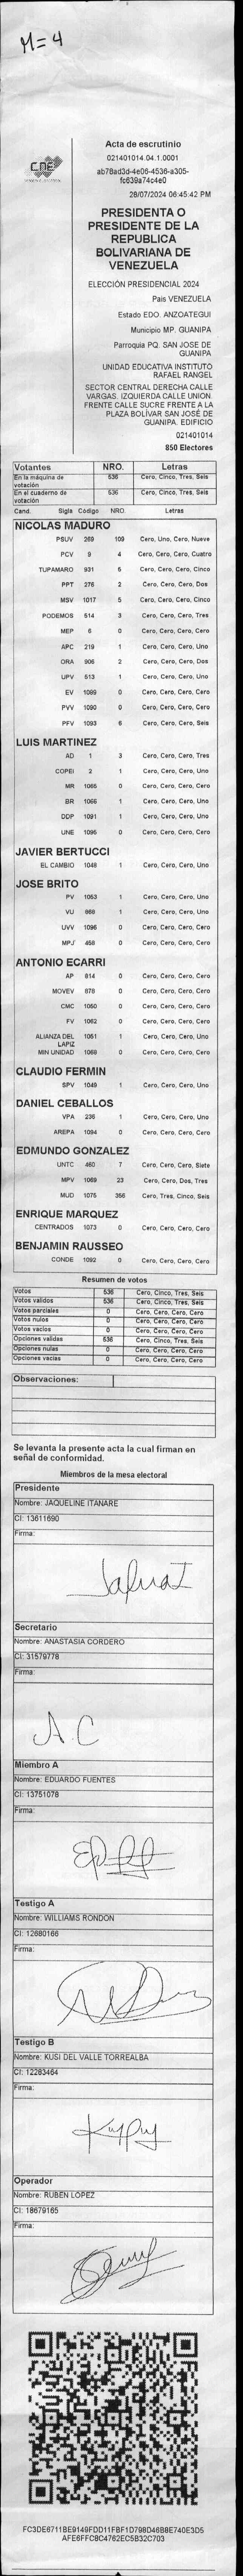 M=4
CNE
Acta de escrutinio
021401014.04.1.0001
ab78ad3d-4e06-4536-a305-
fc639a74c4e0
28/07/2024 06:45:42 PM
PRESIDENTA O
PRESIDENTE DE LA
REPUBLICA
BOLIVARIANA DE
VENEZUELA
ELECCIÓN PRESIDENCIAL 2024
Pais VENEZUELA
Estado EDO. ANZOATEGUI
Municipio MP. GUANIPA
Parroquia PQ. SAN JOSE DE
GUANIPA
UNIDAD EDUCATIVA INSTITUTO
RAFAEL RANGEL
SECTOR CENTRAL DERECHA CALLE
VARGAS. IZQUIERDA CALLE UNION.
FRENTE CALLE SUCRE FRENTE A LA
PLAZA BOLÍVAR SAN JOSÉ DE
GUANIPA. EDIFICIO
021401014
850 Electores
Votantes NRO. Letras
En la máquina de votación 536 Cero, Cinco, Tres, Seis
En el cuaderno de votación 536 Cero, Cinco, Tres, Seis
Cand. Sigla Código NRO. Letras
NICOLAS MADURO
PSUV 269 109 Cero, Uno, Cero, Nueve
PCV 9 4 Cero, Cero, Cero, Cuatro
TUPAMARO 931 5 Cero, Cero, Cero, Cinco
PPT 276 2 Cero, Cero, Cero, Dos
MSV 1017 5 Cero, Cero, Cero, Cinco
PODEMOS 514 3 Cero, Cero, Cero, Tres
MEP 6 0 Cero, Cero, Cero, Cero
APC 219 1 Cero, Cero, Cero, Uno
ORA 906 2 Cero, Cero, Cero, Dos
UPV 513 1 Cero, Cero, Cero, Uno
EV 1089 0 Cero, Cero, Cero, Cero
PVV 1090 0 Cero, Cero, Cero, Cero
PFV 1093 6 Cero, Cero, Cero, Seis
LUIS MARTINEZ
AD 1 3 Cero, Cero, Cero, Tres
COPEI 2 1 Cero, Cero, Cero, Uno
MR 1065 0 Cero, Cero, Cero, Cero
BR 1066 1 Cero, Cero, Cero, Uno
DDP 1091 1 Cero, Cero, Cero, Uno
UNE 1095 0 Cero, Cero, Cero, Cero
JAVIER BERTUCCI
EL CAMBIO 1048 1 Cero, Cero, Cero, Uno
JOSE BRITO
PV 1053 1 Cero, Cero, Cero, Uno
VU 868 1 Cero, Cero, Cero, Uno
UVV 1096 0 Cero, Cero, Cero, Cero
MPJ 458 0 Cero, Cero, Cero, Cero
ANTONIO ECARRI
AP 814 0 Cero, Cero, Cero, Cero
MOVEV 878 0 Cero, Cero, Cero, Cero
CMC 1050 0 Cero, Cero, Cero, Cero
FV 1062 0 Cero, Cero, Cero, Cero
ALIANZA DEL LAPIZ 1051 1 Cero, Cero, Cero, Uno
MIN UNIDAD 1068 0 Cero, Cero, Cero, Cero
CLAUDIO FERMIN
SPV 1049 1 Cero, Cero, Cero, Uno
DANIEL CEBALLOS
VPA 236 1 Cero, Cero, Cero, Uno
AREPA 1094 0 Cero, Cero, Cero, Cero
EDMUNDO GONZALEZ
UNTC 460 7 Cero, Cero, Cero, Siete
MPV 1069 23 Cero, Cero, Dos, Tres
MUD 1075 356 Cero, Tres, Cinco, Seis
ENRIQUE MARQUEZ
CENTRADOS 1073 0 Cero, Cero, Cero, Cero
BENJAMIN RAUSSEO
CONDE 1092 0 Cero, Cero, Cero, Cero
Resumen de votos
Votos 536 Cero, Cinco, Tres, Seis
Votos validos 536 Cero, Cinco, Tres, Seis
Votos parciales 0 Cero, Cero, Cero, Cero
Votos nulos 0 Cero, Cero, Cero, Cero
Votos vacios 0 Cero, Cero, Cero, Cero
Opciones validas 536 Cero, Cinco, Tres, Seis
Opciones nulas 0 Cero, Cero, Cero, Cero
Opciones vacias 0 Cero, Cero, Cero, Cero
Observaciones:
Se levanta la presente acta la cual firman en
señal de conformidad.
Miembros de la mesa electoral
Presidente
Nombre: JAQUELINE ITANARE
CI: 13611690
Firma:
Secretario
Nombre: ANASTASIA CORDERO
CI: 31579778
Firma:
A.C
Miembro A
Nombre: EDUARDO FUENTES
CI: 13751078
Firma:
Testigo A
Nombre: WILLIAMS RONDON
CI: 12680166
Firma:
Testigo B
Nombre: KUSI DEL VALLE TORREALBA
CI: 12283464
Firma:
Operador
Nombre: RUBEN LOPEZ
CI: 18679165
Firma:
FC3DE6711BE9149FDD11FBF1D798D46B8E740E3D5
AFE6FFC8C4762EC5B32C703